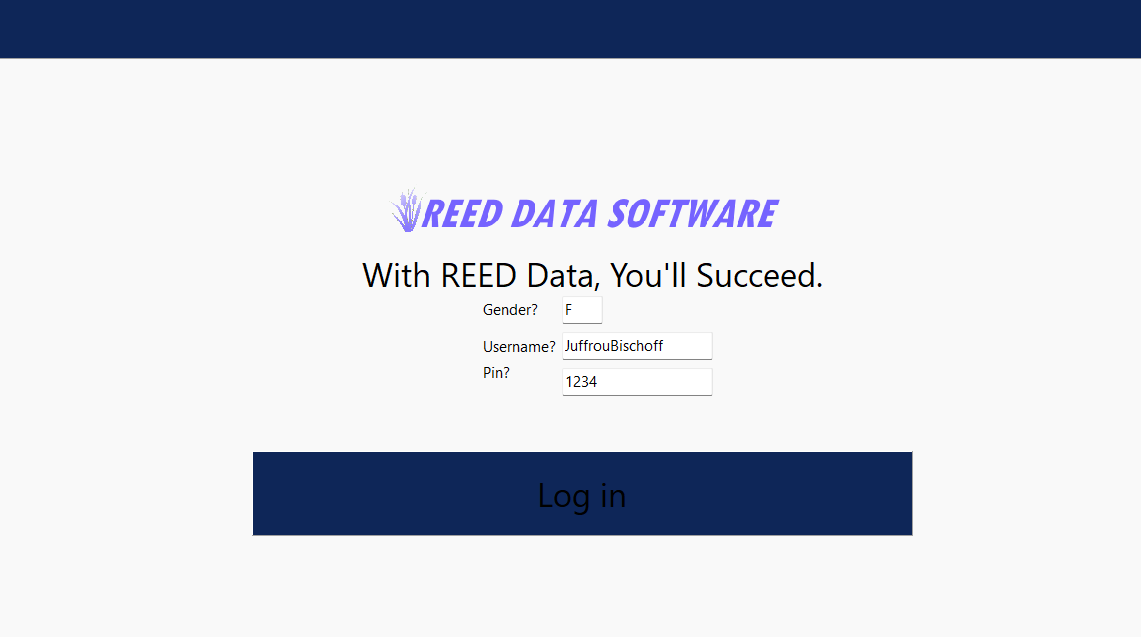 REED DATA SOFTWARE
With REED Data, You'll Succeed.
Gender? F
Username? JuffrouBischoff
Pin? 1234
Log in